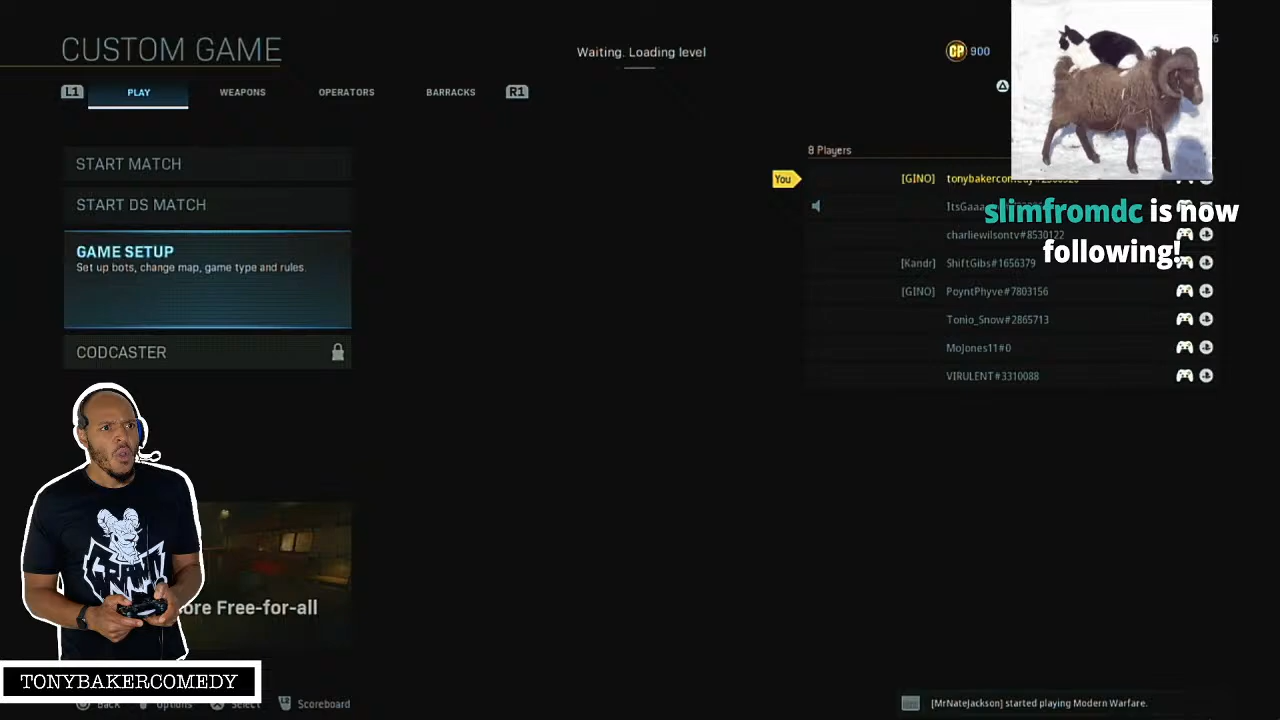 CUSTOM GAME
Waiting. Loading level
CP 900
L1 PLAY WEAPONS OPERATORS BARRACKS R1
START MATCH
START DS MATCH
GAME SETUP
Set up bots, change map, game type and rules.
CODCASTER
8 Players
You [GINO]
slimfromdc is now
following!
charliewilsontv#8530122
[Kandr] ShiftGibs#1656379
[GINO] PoyntPhyve#7803156
Tonio_Snow#2865713
MoJones11#0
VIRULENT#3310088
Free-for-all
TONYBAKERCOMEDY
Back Options Select Scoreboard
[MrNateJackson] started playing Modern Warfare.